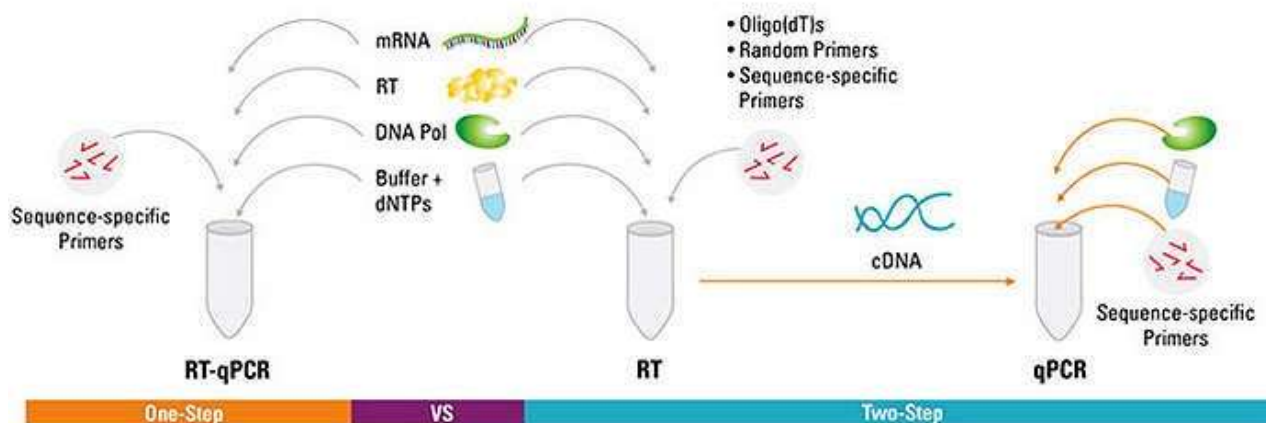 mRNA
RT
DNA Pol
Buffer +
dNTPs
Sequence-specific
Primers
• Oligo(dT)s
• Random Primers
• Sequence-specific
Primers
cDNA
Sequence-specific
Primers
RT-qPCR
RT
qPCR
One-Step
VS
Two-Step